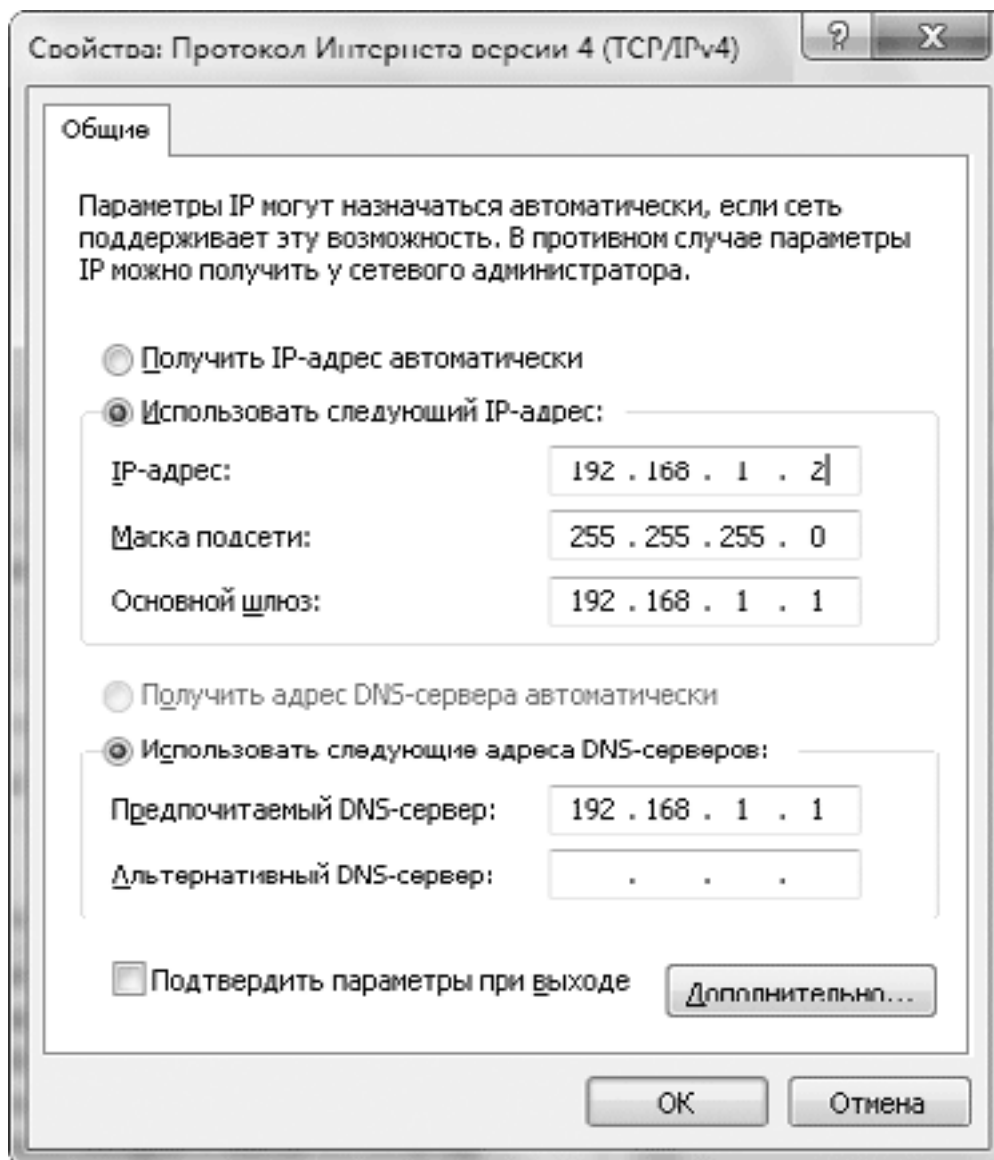 Свойства: Протокол Интернета версии 4 (TCP/IPv4)
Общие
Параметры IP могут назначаться автоматически, если сеть
поддерживает эту возможность. В противном случае параметры
IP можно получить у сетевого администратора.
Получить IP-адрес автоматически
Использовать следующий IP-адрес:
IP-адрес: 192 . 168 . 1 . 2
Маска подсети: 255 . 255 . 255 . 0
Основной шлюз: 192 . 168 . 1 . 1
Получить адрес DNS-сервера автоматически
Использовать следующие адреса DNS-серверов:
Предпочитаемый DNS-сервер: 192 . 168 . 1 . 1
Альтернативный DNS-сервер: . . .
Подтвердить параметры при выходе
Дополнительно...
ОК
Отмена